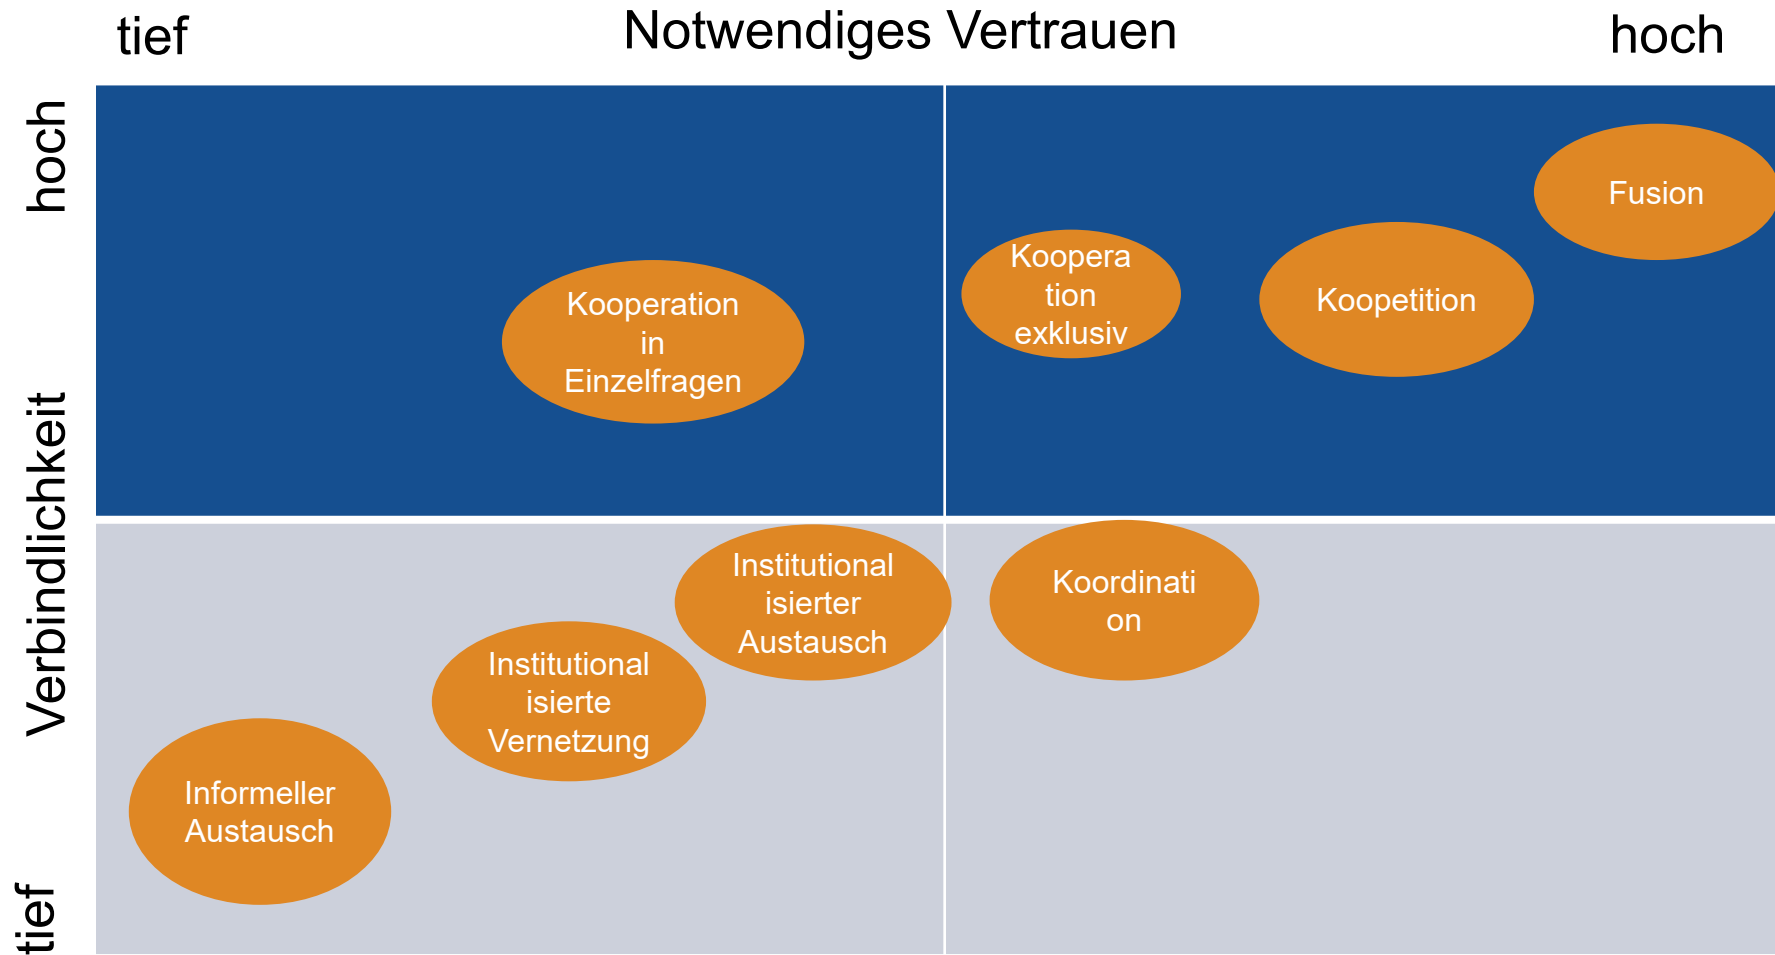 tief
Notwendiges Vertrauen
hoch
hoch
Verbindlichkeit
tief
Fusion
Koopera
tion
exklusiv
Koopetition
Kooperation
in
Einzelfragen
Institutional
isierter
Austausch
Koordinati
on
Institutional
isierte
Vernetzung
Informeller
Austausch